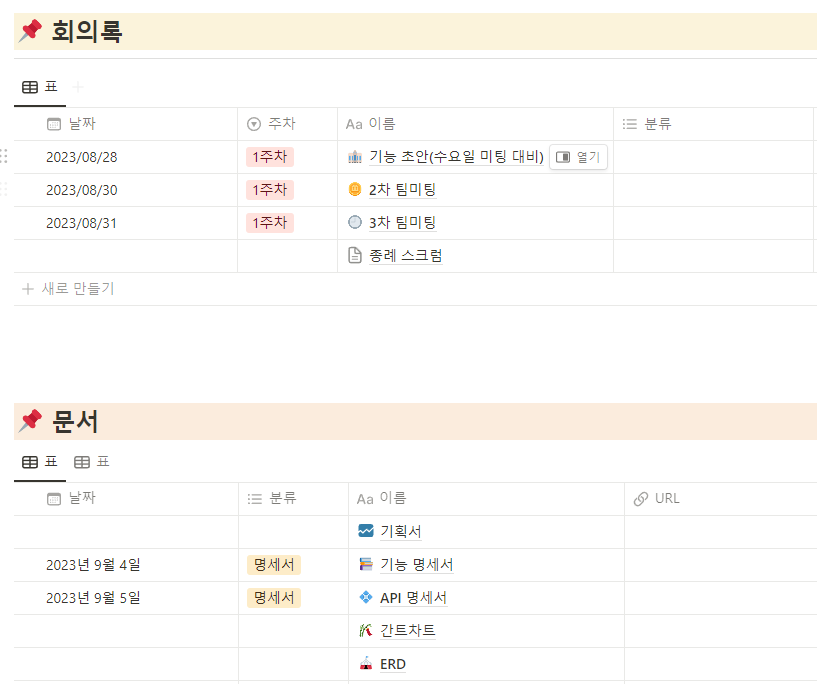 회의록
표
날짜 주차 이름 분류
2023/08/28 1주차 기능 초안(수요일 미팅 대비) 열기
2023/08/30 1주차 2차 팀미팅
2023/08/31 1주차 3차 팀미팅
종례 스크럼
새로 만들기
문서
표 표
날짜 분류 Aa 이름 URL
기획서
2023년 9월 4일 명세서 기능 명세서
2023년 9월 5일 명세서 API 명세서
간트차트
ERD